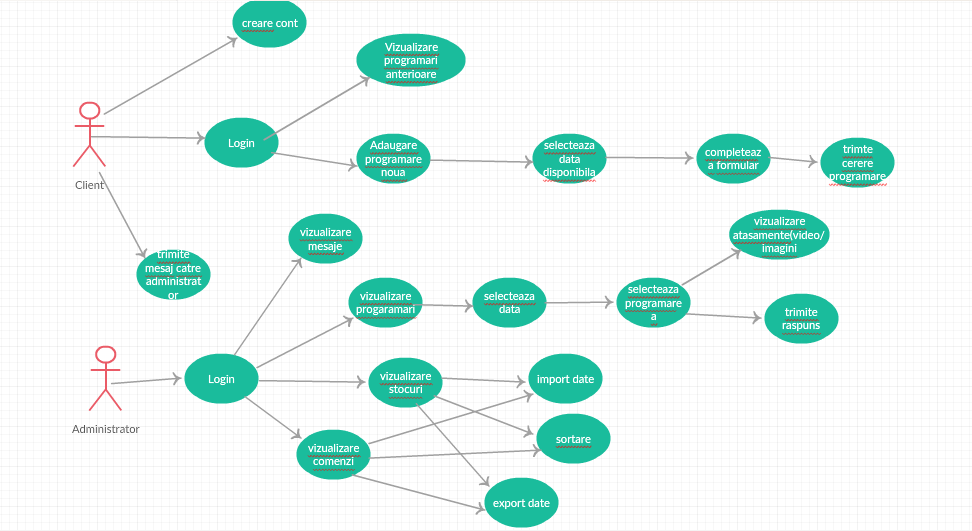 creare cont
Vizualizare
programari
anterioare
Login
Adaugare
programare
noua
selecteaza
data
disponibila
completeaz
a formular
trimte
cerere
programare
Client
trimite
mesaj catre
administrat
or
vizualizare
mesaje
vizualizare
atasamente(video/
imagini
vizualizare
progaramari
selecteaza
data
selecteaza
programare
a
trimite
raspuns
Administrator
Login
vizualizare
stocuri
import date
sortare
vizualizare
comenzi
export date